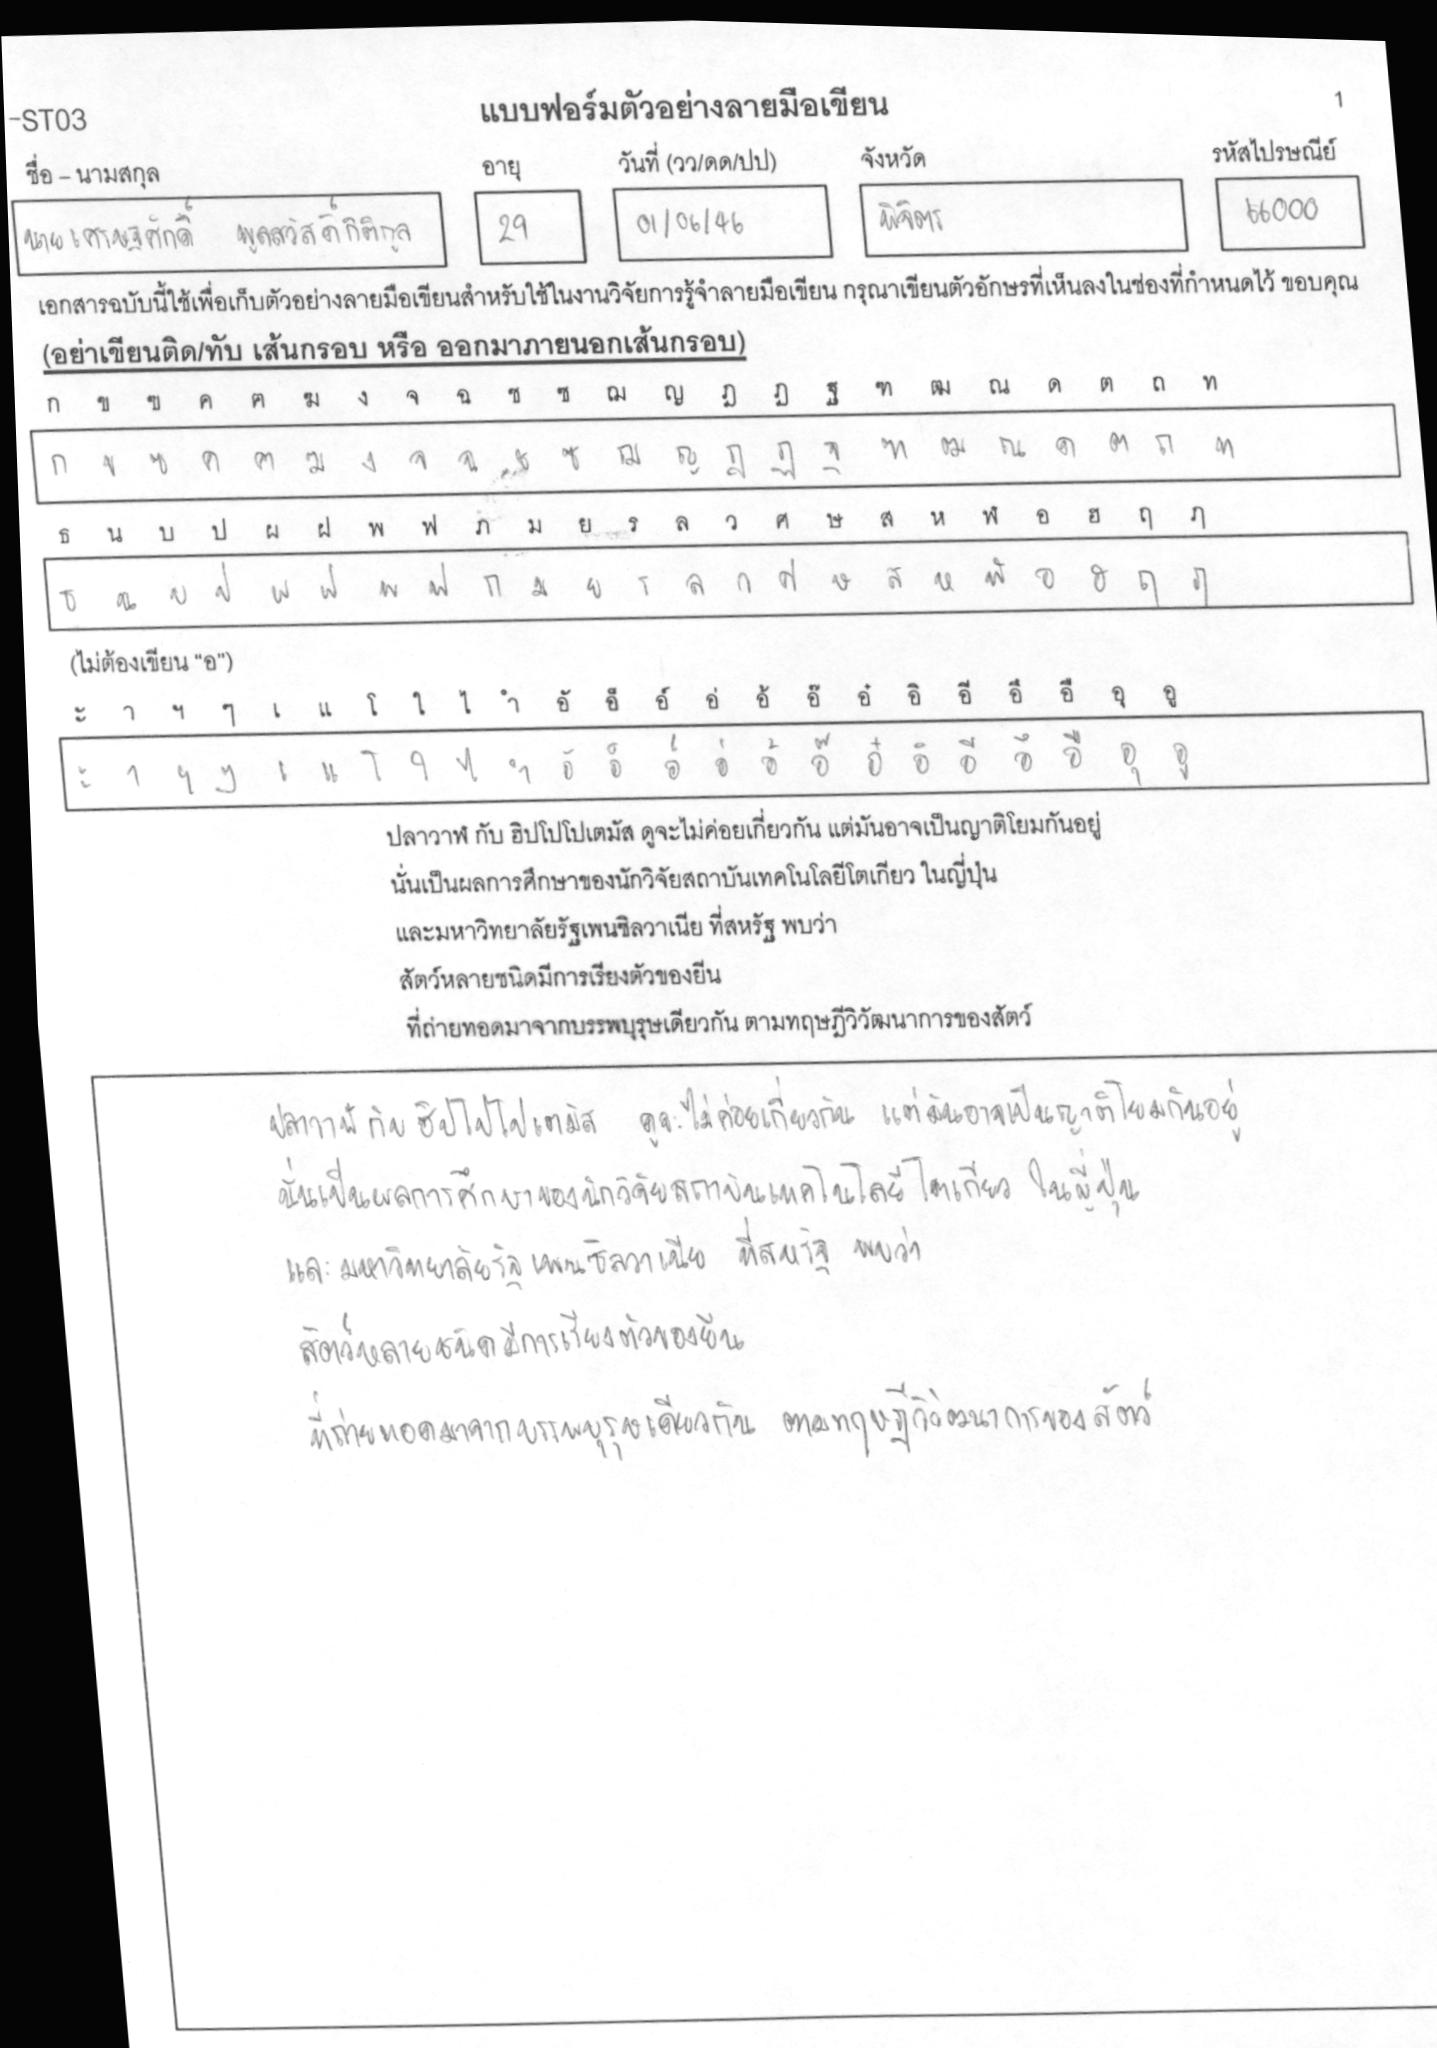 -ST03
แบบฟอร์มตัวอย่างลายมือเขียน
1
ชื่อ – นามสกุล อายุ วันที่ (วว/ดด/ปป) จังหวัด รหัสไปรษณีย์
นายเศรษฐศักดิ์ พูลสวัสดิ์กิติกูล 29 01/06/46 พิจิตร 66000
เอกสารฉบับนี้ใช้เพื่อเก็บตัวอย่างลายมือเขียนสำหรับใช้ในงานวิจัยการรู้จำลายมือเขียน กรุณาเขียนตัวอักษรที่เห็นลงในช่องที่กำหนดไว้ ขอบคุณ
(อย่าเขียนติด/ทับ เส้นกรอบ หรือ ออกมาภายนอกเส้นกรอบ)
ก ข ฃ ค ฅ ฆ ง จ ฉ ช ซ ฌ ญ ฎ ฏ ฐ ฑ ฒ ณ ด ต ถ ท
ก ข ฃ ค ฅ ฆ ง จ ฉ ช ซ ฌ ญ ฎ ฏ ฐ ฑ ฒ ณ ด ต ถ ท
ธ น บ ป ผ ฝ พ ฟ ภ ม ย ร ล ว ศ ษ ส ห ฬ อ ฮ ฤ ฦ
ธ น บ ป ผ ฝ พ ฟ ภ ม ย ร ล ว ศ ษ ส ห ฬ อ ฮ ฤ ฦ
(ไม่ต้องเขียน “อ”)
ะ า ฯ ๆ เ แ โ ใ ไ ำ อั อ็ อ์ อ่ อ้ อ๊ อ๋ อิ อี อึ อื อุ อู
ะ า ฯ ๆ เ แ โ ใ ไ ำ อั อ็ อ์ อ่ อ้ อ๊ อ๋ อิ อี อึ อื อุ อู
ปลาวาฬ กับ ฮิปโปโปเตมัส ดูจะไม่ค่อยเกี่ยวกัน แต่มันอาจเป็นญาติโยมกันอยู่
นั่นเป็นผลการศึกษาของนักวิจัยสถาบันเทคโนโลยีโตเกียว ในญี่ปุ่น
และมหาวิทยาลัยรัฐเพนซิลวาเนีย ที่สหรัฐ พบว่า
สัตว์หลายชนิดมีการเรียงตัวของยีน
ที่ถ่ายทอดมาจากบรรพบุรุษเดียวกัน ตามทฤษฎีวิวัฒนาการของสัตว์
ปลาวาฬ กับ ฮิปโปโปเตมัส ดูจะไม่ค่อยเกี่ยวกัน แต่มันอาจเป็นญาติโยมกันอยู่
นั่นเป็นผลการศึกษาของนักวิจัยสถาบันเทคโนโลยีโตเกียว ในญี่ปุ่น
และมหาวิทยาลัยรัฐเพนซิลวาเนีย ที่สหรัฐ พบว่า
สัตว์หลายชนิดมีการเรียงตัวของยีน
ที่ถ่ายทอดมาจากบรรพบุรุษเดียวกัน ตามทฤษฎีวิวัฒนาการของสัตว์